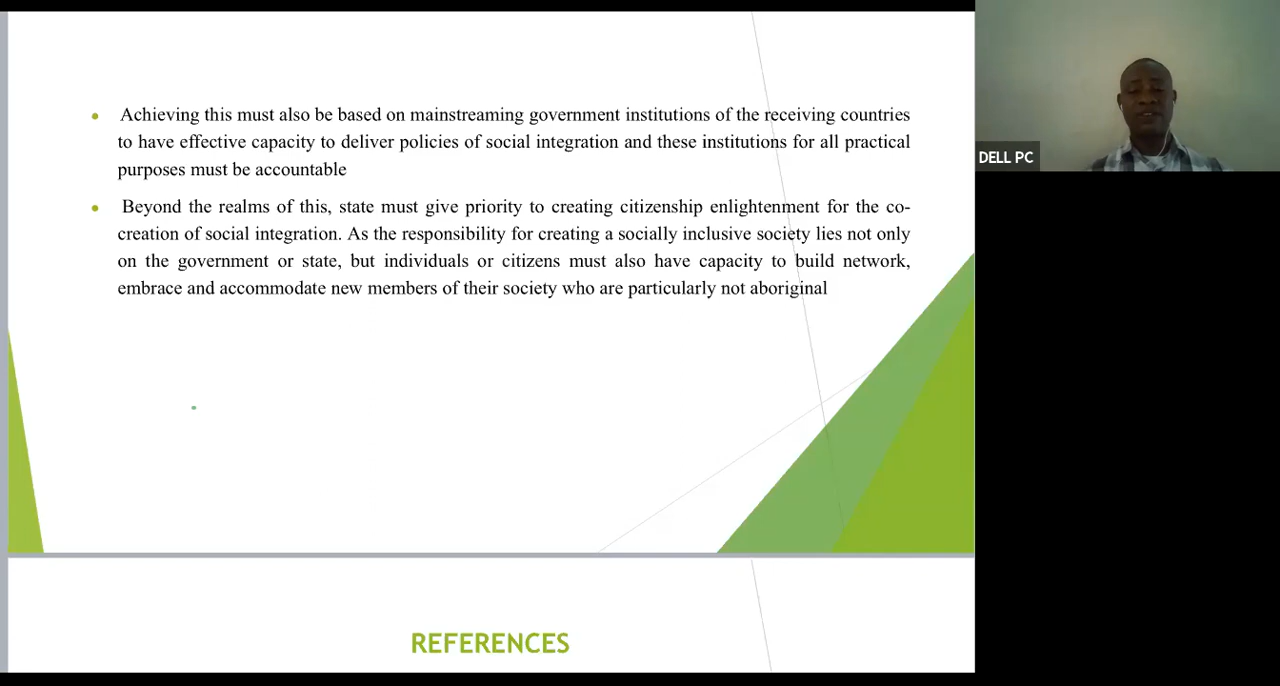 Achieving this must also be based on mainstreaming government institutions of the receiving countries
to have effective capacity to deliver policies of social integration and these institutions for all practical
purposes must be accountable
Beyond the realms of this, state must give priority to creating citizenship enlightenment for the co-
creation of social integration. As the responsibility for creating a socially inclusive society lies not only
on the government or state, but individuals or citizens must also have capacity to build network,
embrace and accommodate new members of their society who are particularly not aboriginal
REFERENCES
DELL PC